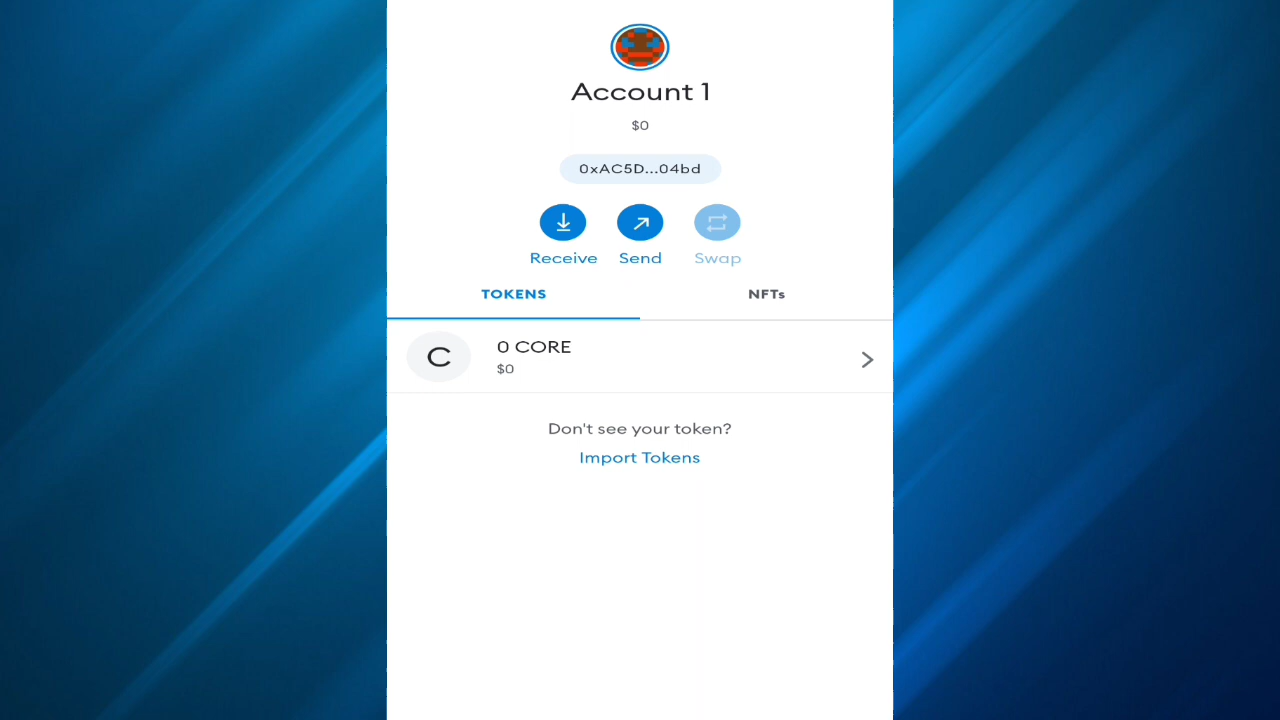 Account 1
$0
0xAC5D...04bd
Receive Send Swap
TOKENS NFTs
C
0 CORE
$0
Don't see your token?
Import Tokens